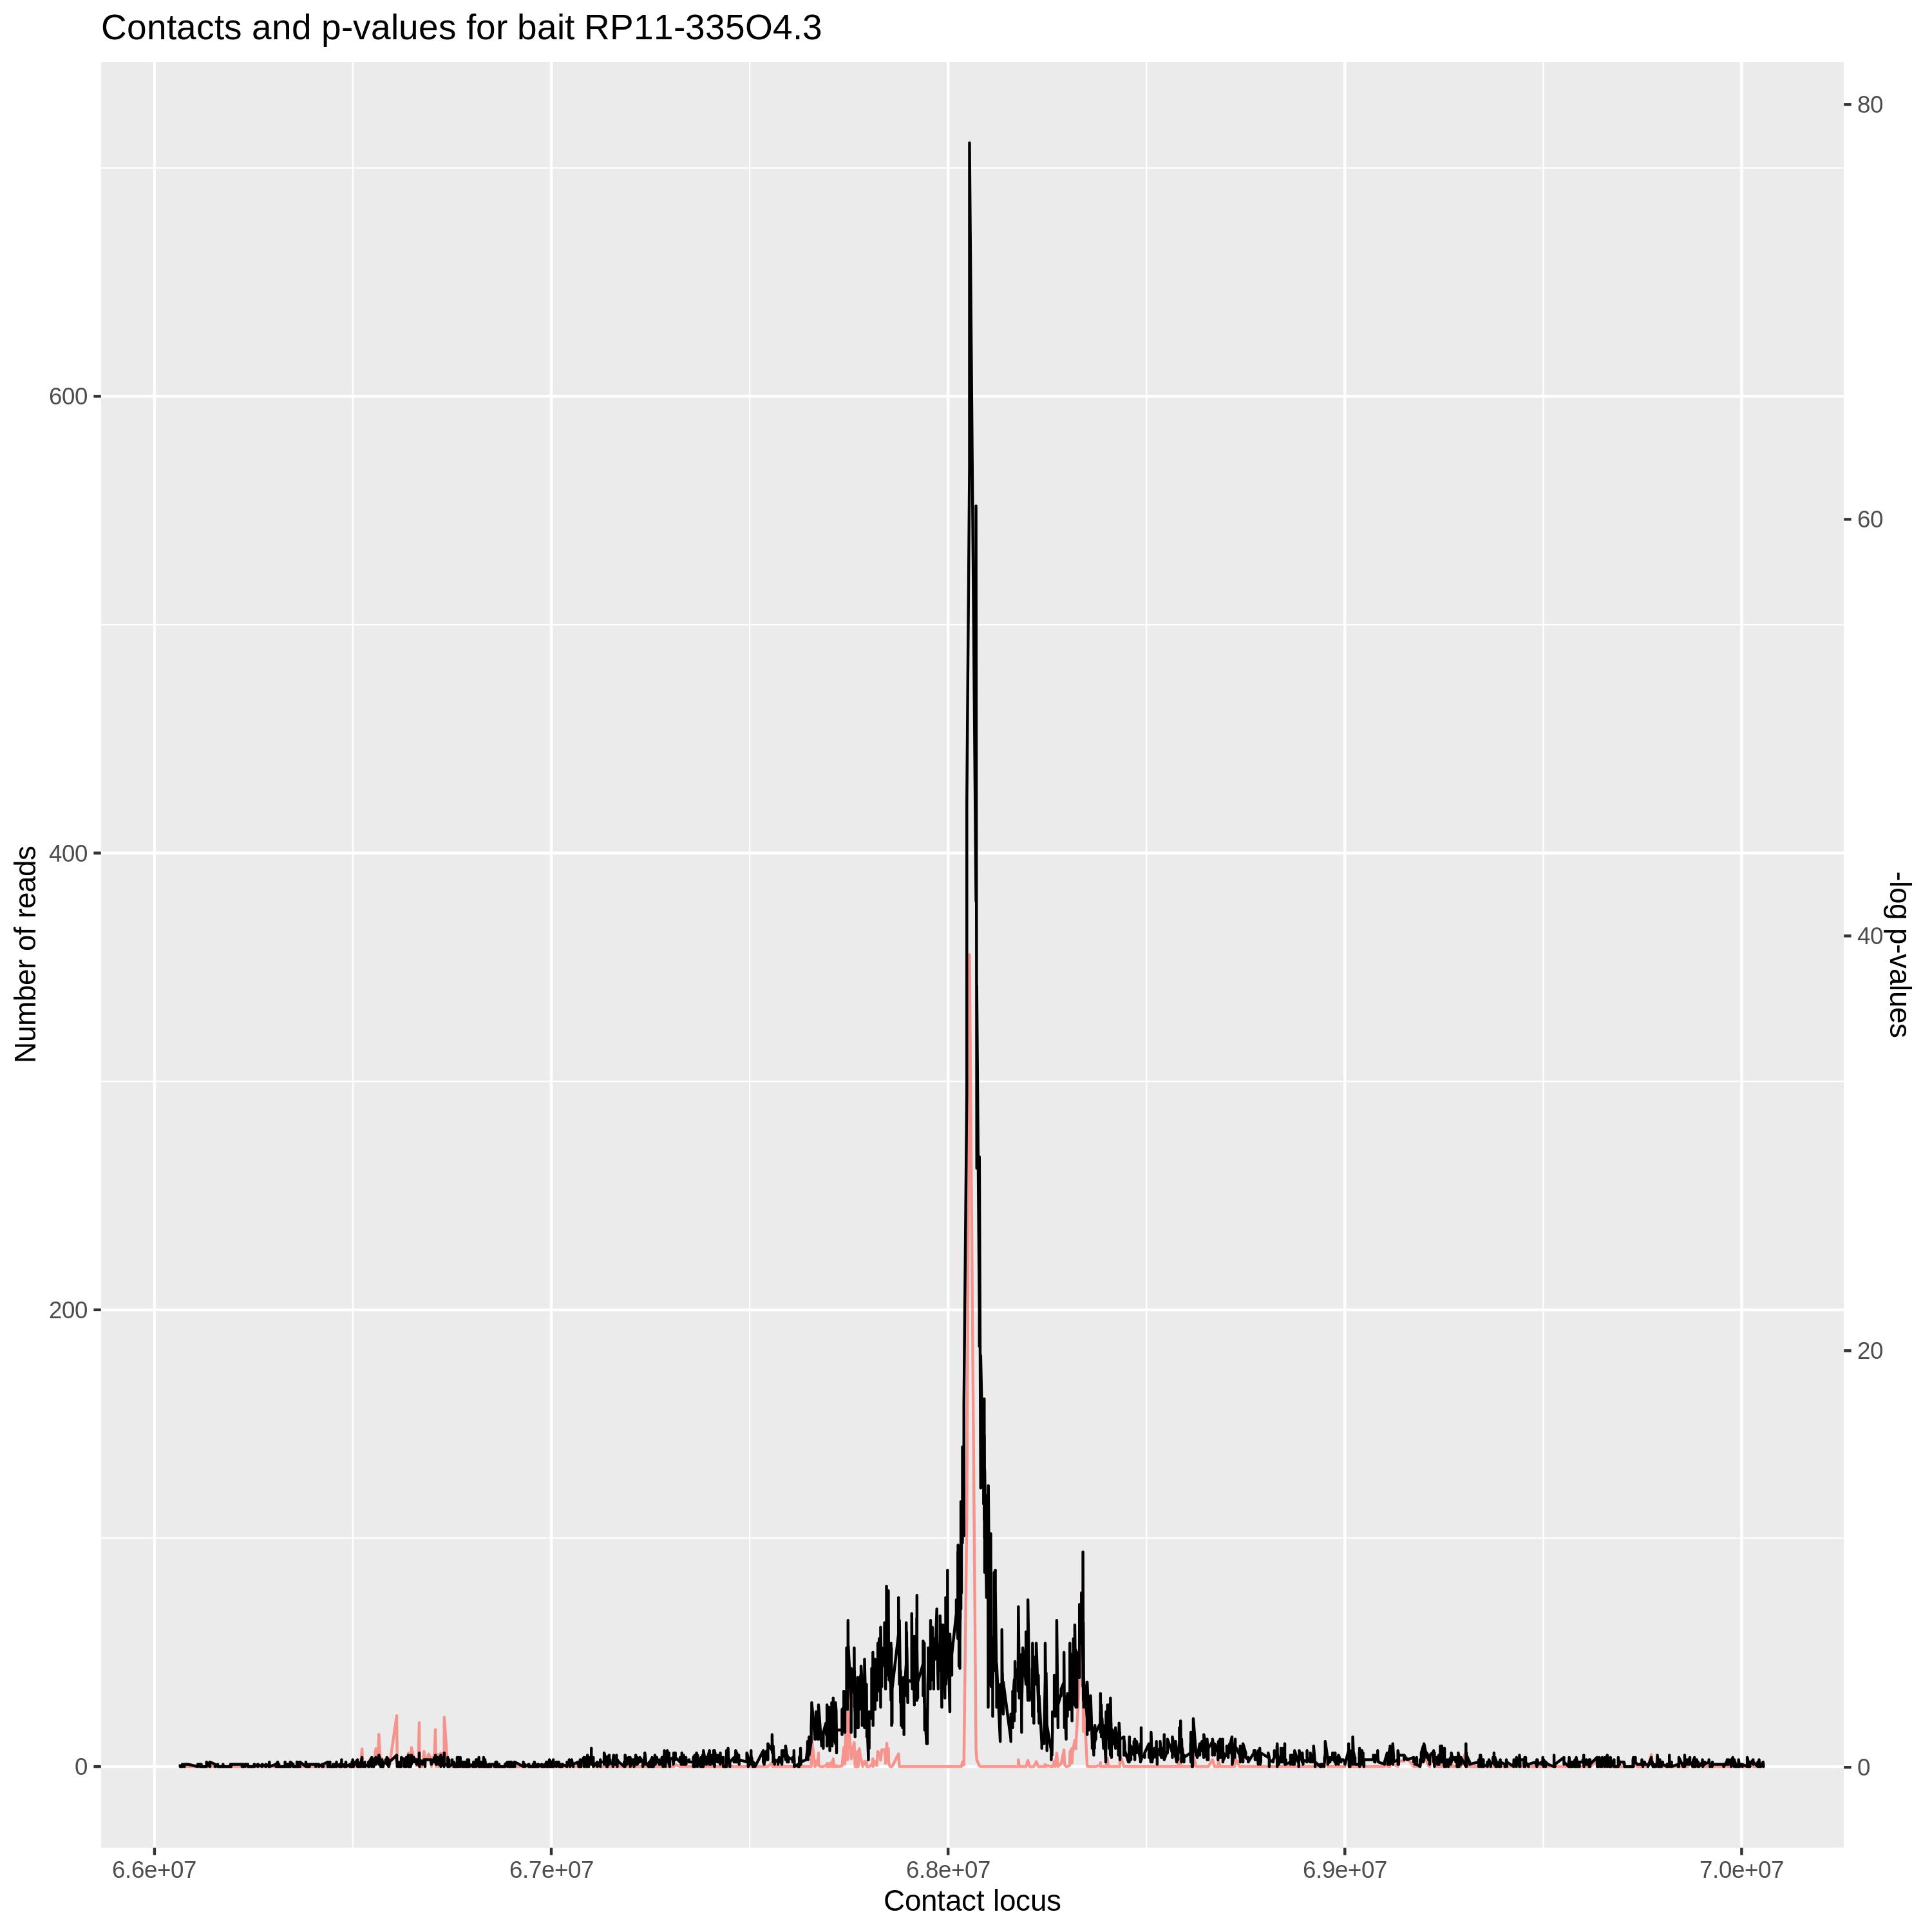 Contacts and p-values for bait RP11-335O4.3
80
600
60
400
40
Number of reads
-log p-values
200
20
0
0
6.6e+07 6.7e+07 6.8e+07 6.9e+07 7.0e+07
Contact locus